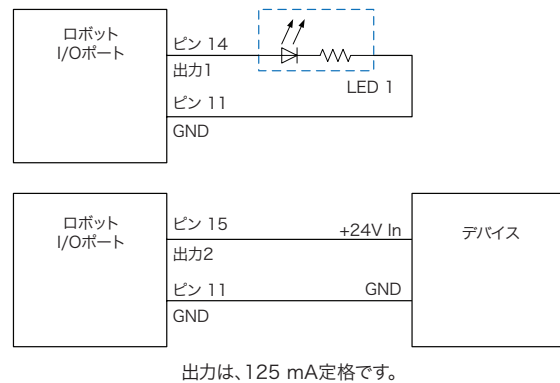 ロボット
I/Oポート
ピン 14
出力1
LED 1
ピン 11
GND
ロボット
I/Oポート
ピン 15
+24V In
デバイス
出力2
ピン 11
GND
GND
出力は、125 mA定格です。